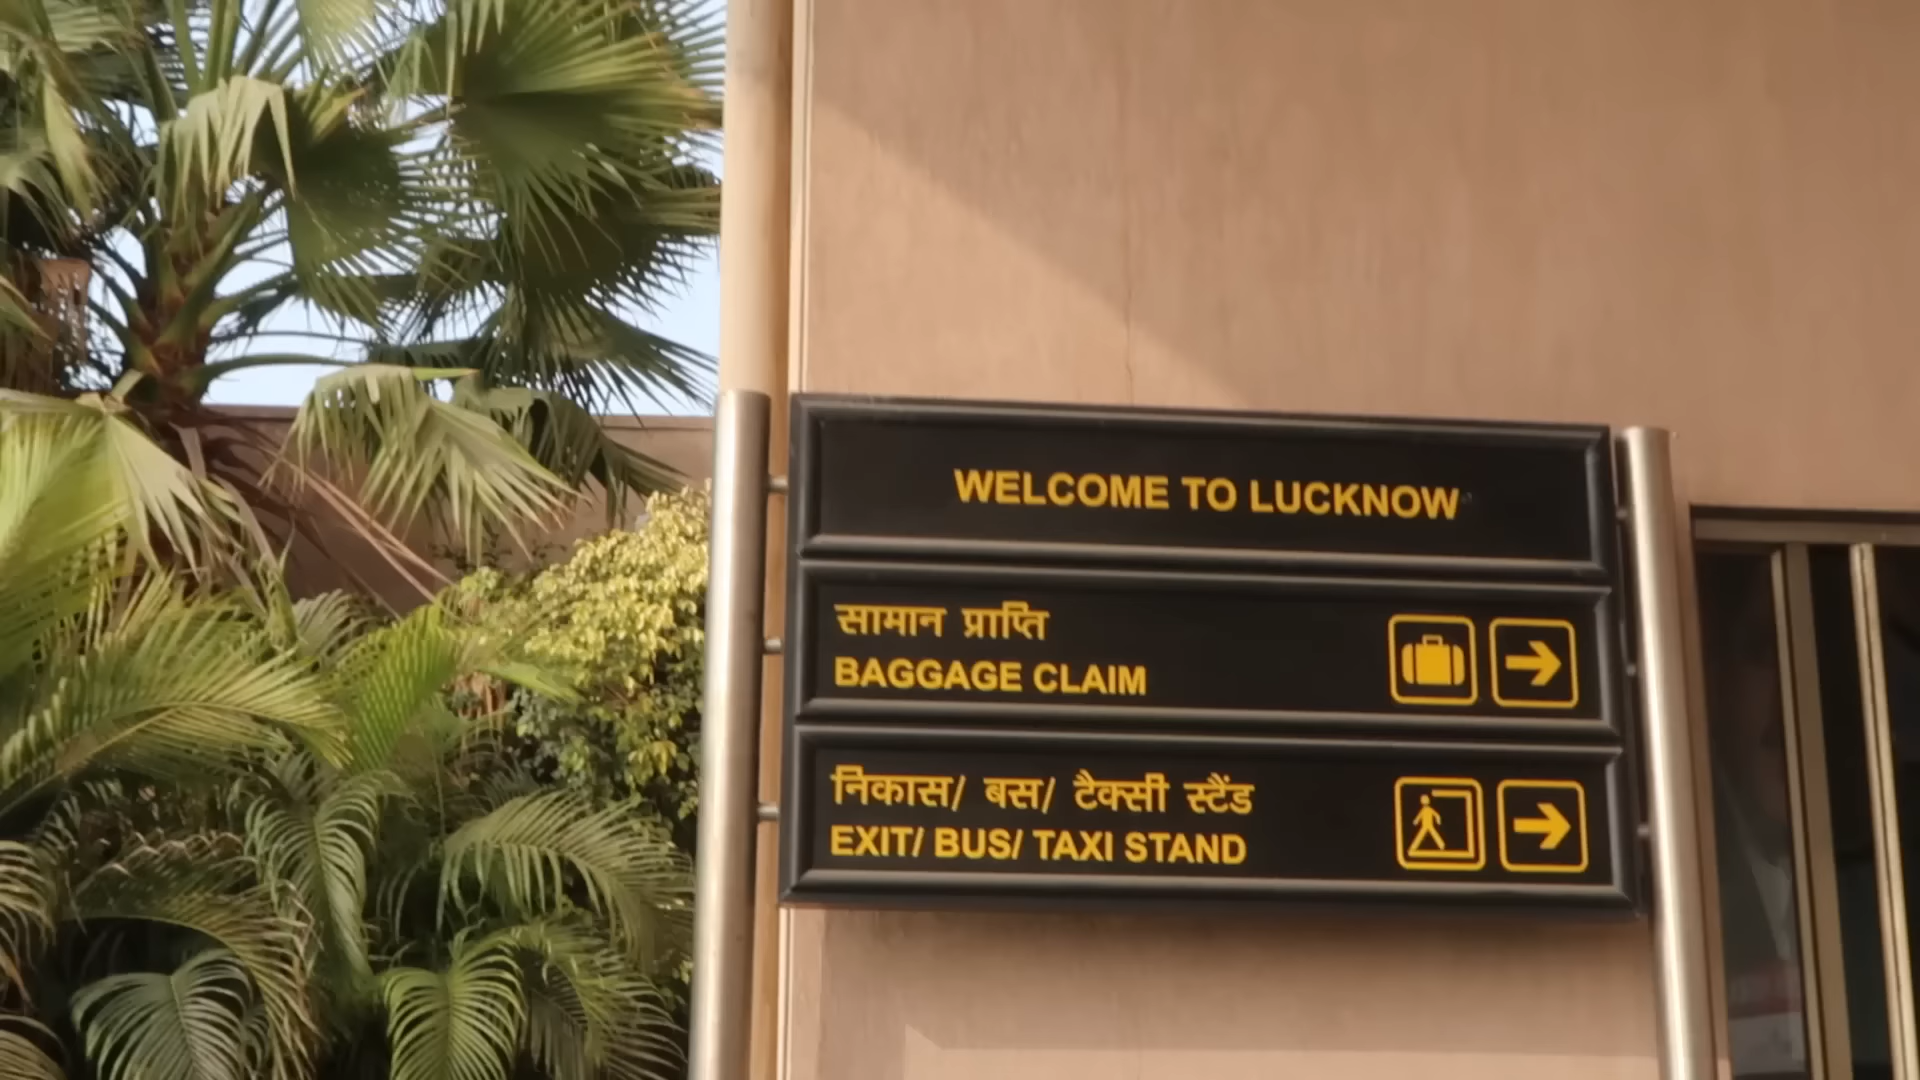 WELCOME TO LUCKNOW
सामान प्राप्ति
BAGGAGE CLAIM
निकास/ बस/ टैक्सी स्टैंड
EXIT/ BUS/ TAXI STAND